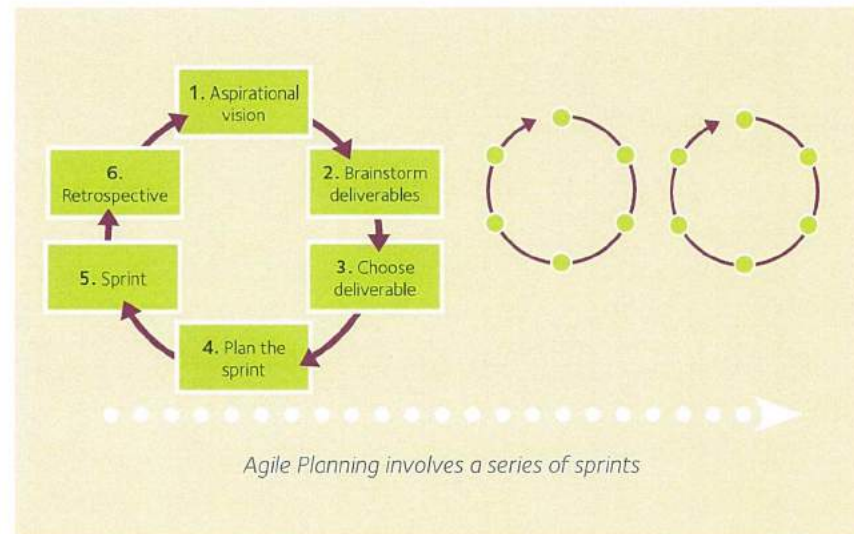 1. Aspirational
vision
2. Brainstorm
deliverables
3. Choose
deliverable
4. Plan the
sprint
5. Sprint
6.
Retrospective
Agile Planning involves a series of sprints